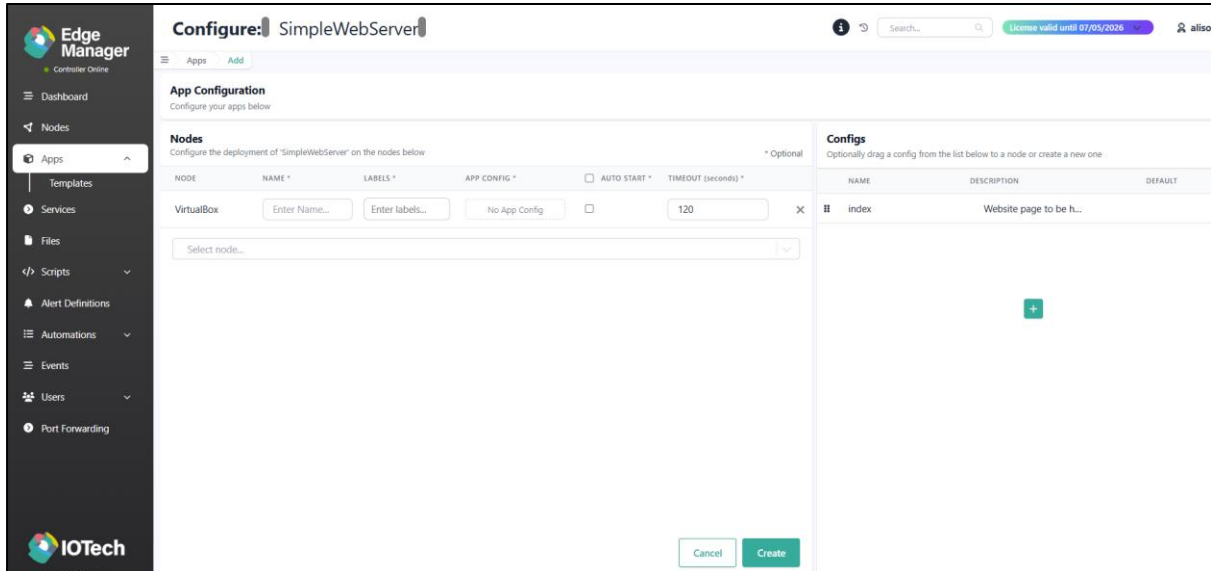 Edge
Manager
Controller Online
Dashboard
Nodes
Apps
Templates
Services
Files
Scripts
Alert Definitions
Automations
Events
Users
Port Forwarding
IOTech
Configure: SimpleWebServer
Search...
License valid until 07/05/2026
aliso
Apps Add
App Configuration
Configure your apps below
Nodes
Configure the deployment of 'SimpleWebServer' on the nodes below
* Optional
NODE NAME * LABELS * APP CONFIG * AUTO START * TIMEOUT (seconds) *
VirtualBox Enter Name... Enter labels... No App Config 120
Select node...
Cancel Create
Configs
Optionally drag a config from the list below to a node or create a new one
NAME DESCRIPTION DEFAULT
index Website page to be h...